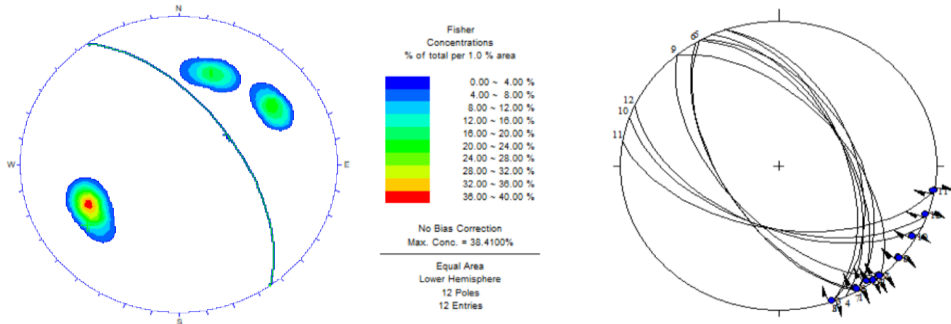 N
W
E
S
Fisher
Concentrations
% of total per 1.0 % area
0.00 ~ 4.00 %
4.00 ~ 8.00 %
8.00 ~ 12.00 %
12.00 ~ 16.00 %
16.00 ~ 20.00 %
20.00 ~ 24.00 %
24.00 ~ 28.00 %
28.00 ~ 32.00 %
32.00 ~ 36.00 %
36.00 ~ 40.00 %
No Bias Correction
Max. Conc. = 38.4100%
Equal Area
Lower Hemisphere
12 Poles
12 Entries
9
12
10
11
11
4